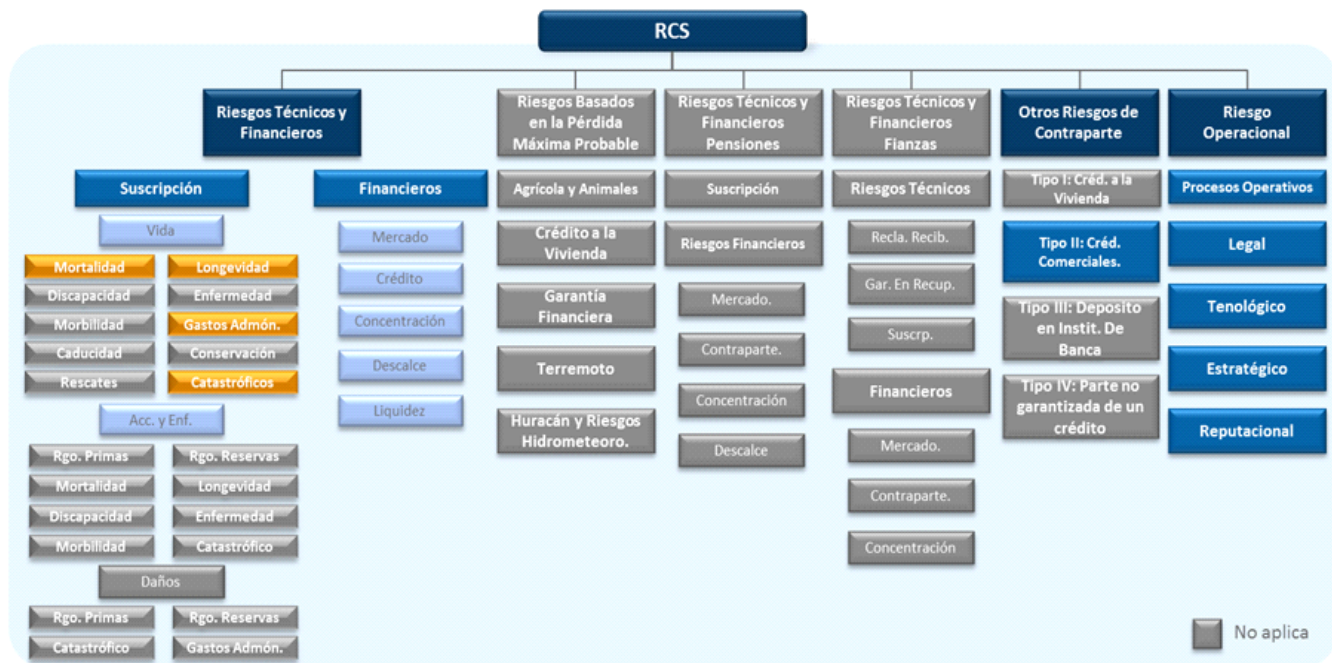 RCS
Riesgos Técnicos y
Financieros
Suscripción
Vida
Mortalidad
Longevidad
Discapacidad
Enfermedad
Morbilidad
Gastos Admón.
Caducidad
Conservación
Rescates
Catastróficos
Acc. y Enf.
Rgo. Primas
Rgo. Reservas
Mortalidad
Longevidad
Discapacidad
Enfermedad
Morbilidad
Catastrófico
Daños
Rgo. Primas
Rgo. Reservas
Catastrófico
Gastos Admón.
Financieros
Mercado
Crédito
Concentración
Descalce
Liquidez
Riesgos Basados
en la Pérdida
Máxima Probable
Agrícola y Animales
Crédito a la
Vivienda
Garantía
Financiera
Terremoto
Huracán y Riesgos
Hidrometeoro.
Riesgos Técnicos y
Financieros
Pensiones
Suscripción
Riesgos Financieros
Mercado.
Contraparte.
Concentración
Descalce
Riesgos Técnicos y
Financieros
Fianzas
Riesgos Técnicos
Recla. Recib.
Gar. En Recup.
Suscrp.
Financieros
Mercado.
Contraparte.
Concentración
Otros Riesgos de
Contraparte
Tipo I: Créd. a la
Vivienda
Tipo II: Créd.
Comerciales.
Tipo III: Deposito
en Instit. De
Banca
Tipo IV: Parte no
garantizada de un
crédito
Riesgo
Operacional
Procesos Operativos
Legal
Tenológico
Estratégico
Reputacional
No aplica